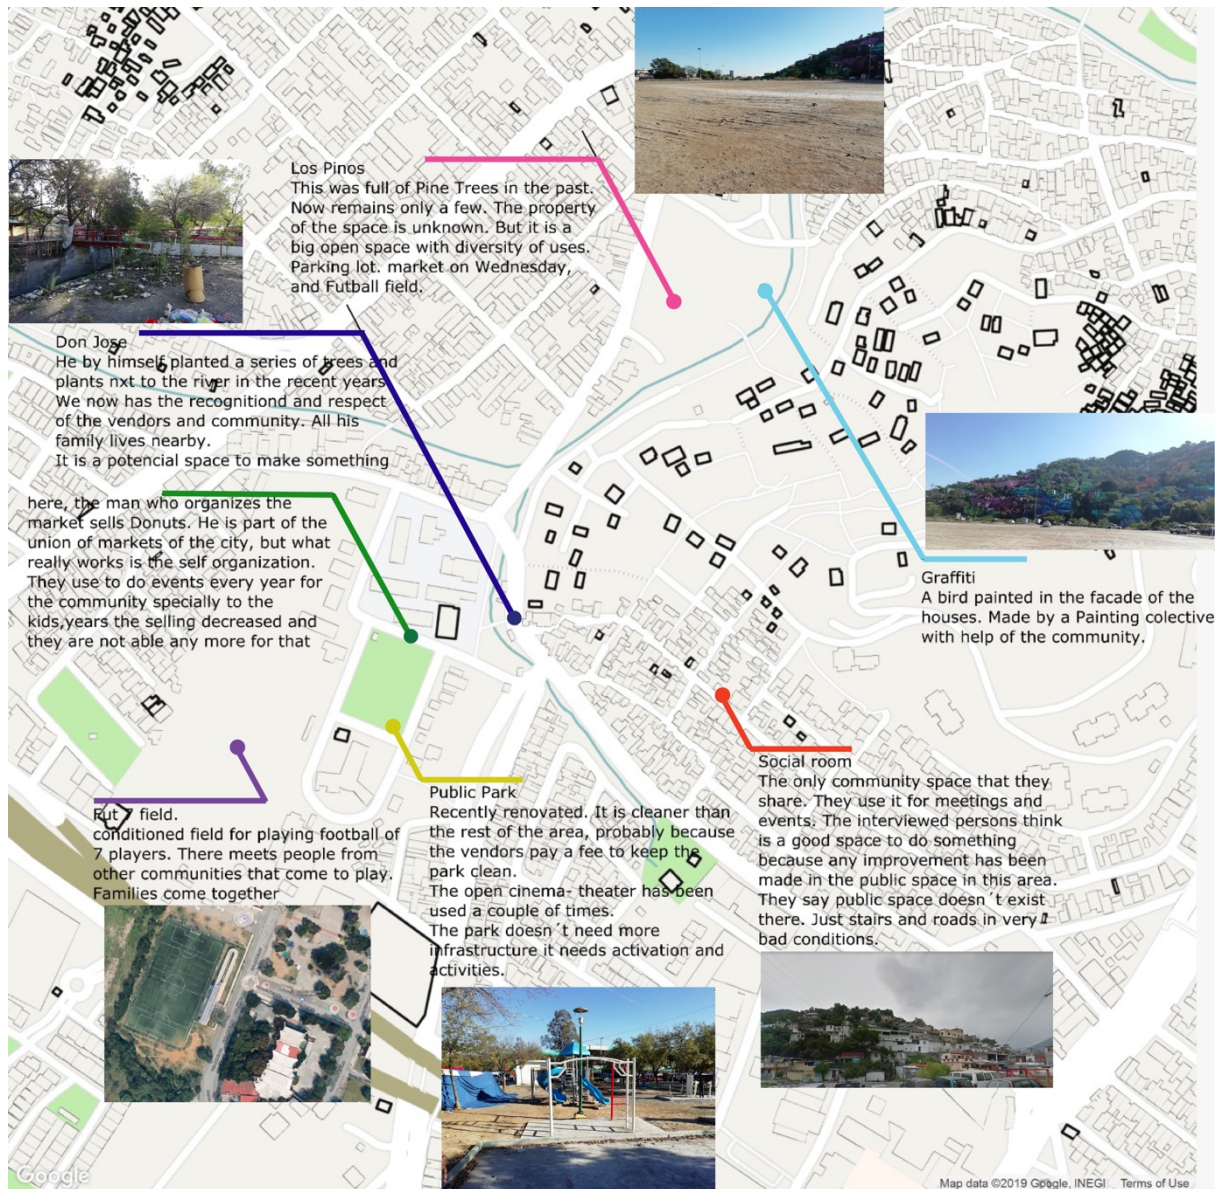 Los Pinos
This was full of Pine Trees in the past.
Now remains only a few. The property
of the space is unknown. But it is a
big open space with diversity of uses.
Parking lot. market on Wednesday,
and Futball field.
Don Jose
He by himself planted a series of trees and
plants nxt to the river in the recent years
We now has the recognitiond and respect
of the vendors and community. All his
family lives nearby.
It is a potencial space to make something
here, the man who organizes the
market sells Donuts. He is part of the
union of markets of the city, but what
really works is the self organization.
They use to do events every year for
the community specially to the
kids,years the selling decreased and
they are not able any more for that
Graffiti
A bird painted in the facade of the
houses. Made by a Painting colective
with help of the community.
Fut field.
conditioned field for playing football of
7 players. There meets people from
other communities that come to play.
Families come together
Public Park
Recently renovated. It is cleaner than
the rest of the area, probably because
the vendors pay a fee to keep the
park clean.
The open cinema- theater has been
used a couple of times.
The park doesn´t need more
infrastructure it needs activation and
activities.
Social room
The only community space that they
share. They use it for meetings and
events. The interviewed persons think
is a good space to do something
because any improvement has been
made in the public space in this area.
They say public space doesn´t exist
there. Just stairs and roads in very
bad conditions.
Google
Map data ©2019 Google, INEGI Terms of Use